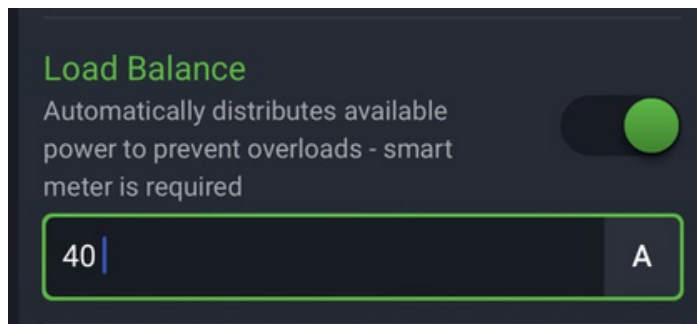 Load Balance
Automatically distributes available
power to prevent overloads - smart
meter is required
40 A